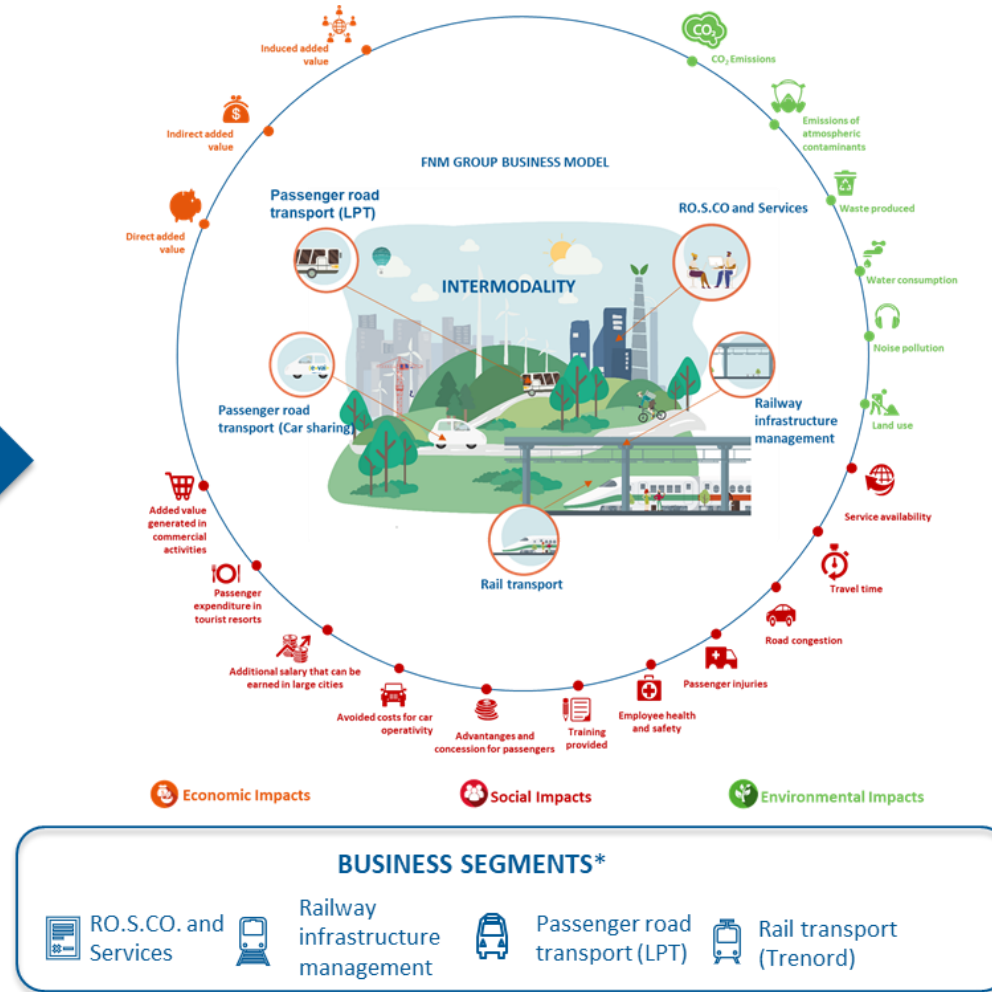 CO₂
Induced added
value
CO₂ Emissions
Indirect added
value
Emissions of
atmospheric
contaminants
FNM GROUP BUSINESS MODEL
Passenger road
transport (LPT)
RO.S.CO and Services
Waste produced
Direct added
value
INTERMODALITY
Water consumption
Noise pollution
Passenger road
transport (Car sharing)
Railway
infrastructure
management
Land use
Added value
generated in
commercial
activities
Service availability
Rail transport
Passenger
expenditure in
tourist resorts
Travel time
Road congestion
Additional salary that can be
earned in large cities
Passenger injuries
Avoided costs for car
operativity
Advantanges and
concession for passengers
Training
provided
Employee health
and safety
Economic Impacts
Social Impacts
Environmental Impacts
BUSINESS SEGMENTS*
RO.S.CO. and
Services
Railway
infrastructure
management
Passenger road
transport (LPT)
Rail transport
(Trenord)